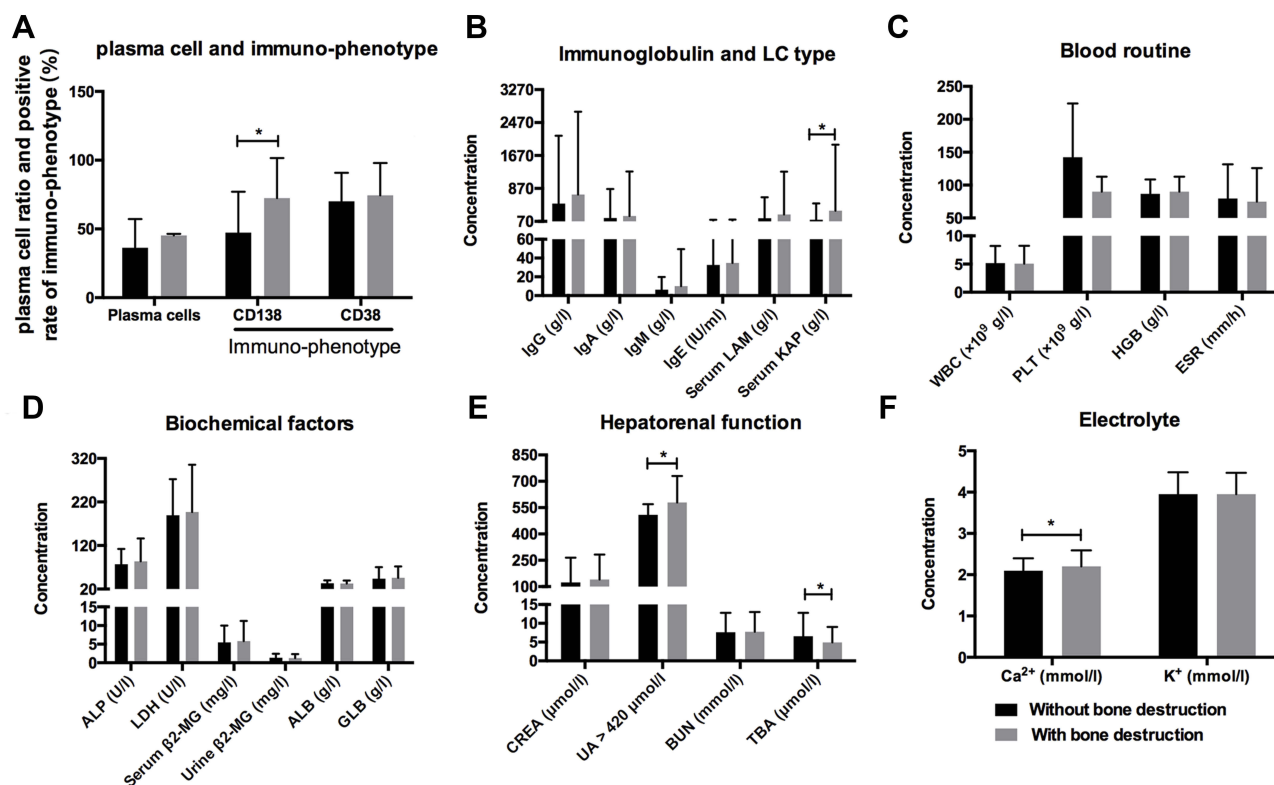 A
plasma cell and immuno-phenotype
plasma cell ratio and positive
rate of immuno-phenotype (%)
150
100
50
0
*
Plasma cells
CD138
CD38
Immuno-phenotype
B
Immunoglobulin and LC type
Concentration
3270
2470
1670
870
70
60
40
20
0
*
IgG (g/l)
IgA (g/l)
IgM (g/l)
IgE (IU/ml)
Serum LAM (g/l)
Serum KAP (g/l)
C
Blood routine
Concentration
250
200
150
100
50
10
5
0
WBC (×10⁹ g/l)
PLT (×10⁹ g/l)
HGB (g/l)
ESR (mm/h)
D
Biochemical factors
Concentration
320
220
120
20
15
10
5
0
ALP (U/l)
LDH (U/l)
Serum β2-MG (mg/l)
Urine β2-MG (mg/l)
ALB (g/l)
GLB (g/l)
E
Hepatorenal function
Concentration
850
700
550
400
250
100
15
10
5
0
*
*
CREA (μmol/l)
UA > 420 μmol/l
BUN (mmol/l)
TBA (μmol/l)
F
Electrolyte
Concentration
5
4
3
2
1
0
*
Ca²⁺ (mmol/l)
K⁺ (mmol/l)
Without bone destruction
With bone destruction